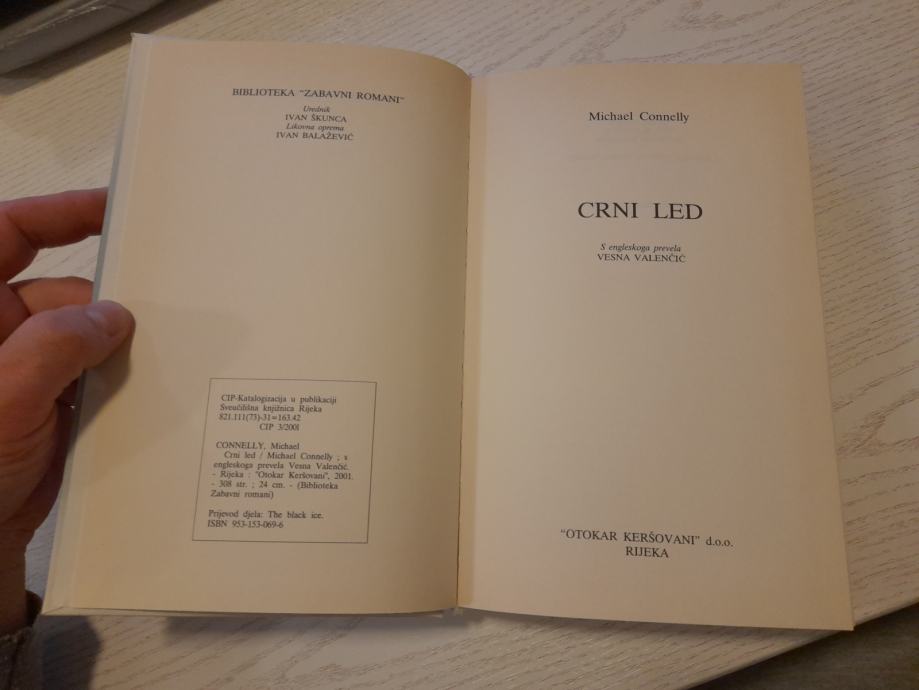 BIBLIOTEKA "ZABAVNI ROMANI"
Urednik
IVAN ŠKUNCA
Likovna oprema
IVAN BALAŽEVIĆ
CIP-Katalogizacija u publikaciji
Sveučilišna knjižnica Rijeka
821.111(73)-31=163.42
CIP 3/2001
CONNELLY, Michael
Crni led / Michael Connelly ; s
engleskoga prevela Vesna Valenčić.
- Rijeka : "Otokar Keršovani", 2001.
- 308 str. ; 24 cm. - (Biblioteka
Zabavni romani)
Prijevod djela: The black ice.
ISBN 953-153-069-6
Michael Connelly
CRNI LED
S engleskoga prevela
VESNA VALENČIĆ
"OTOKAR KERŠOVANI" d.o.o.
RIJEKA